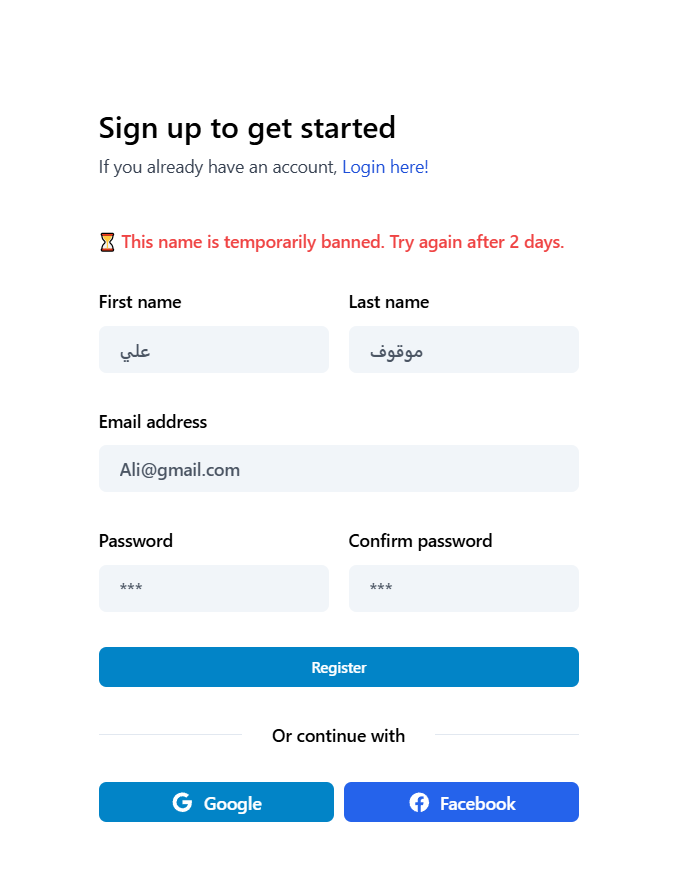 Sign up to get started
If you already have an account, Login here!
⏳ This name is temporarily banned. Try again after 2 days.
First name Last name
علي موقوف
Email address
Ali@gmail.com
Password Confirm password
*** ***
Register
Or continue with
Google Facebook